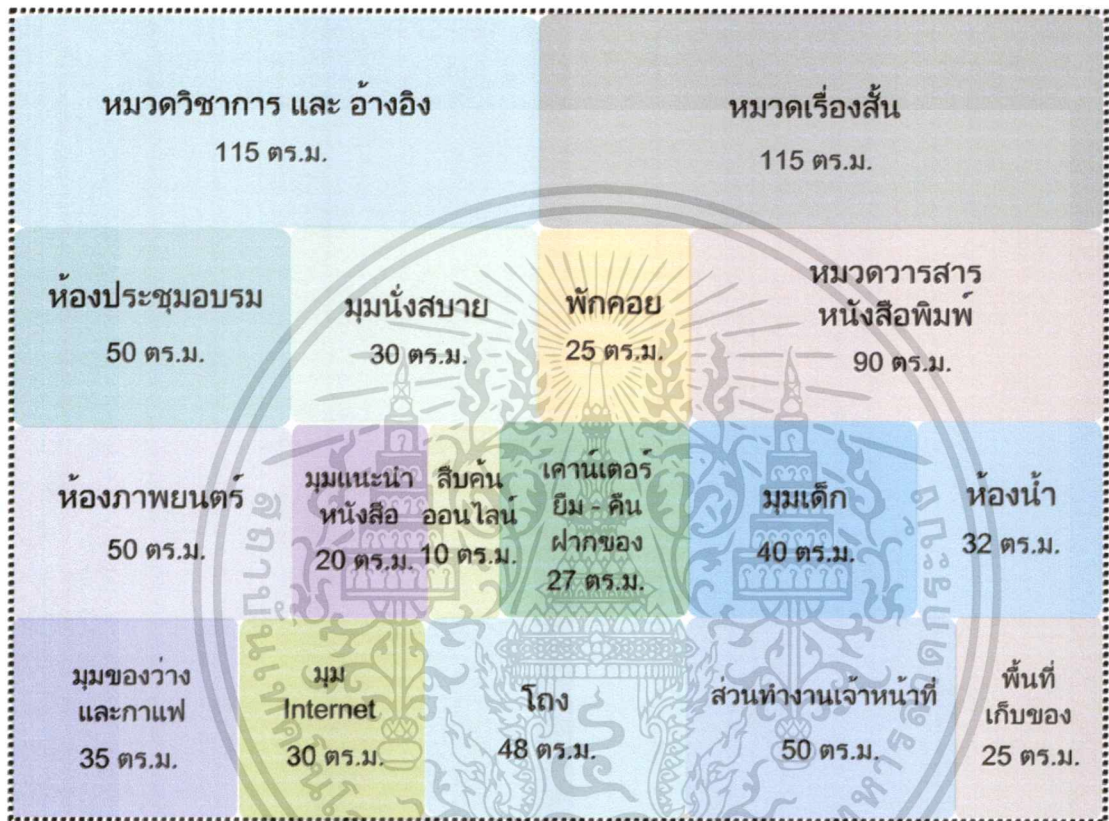 หมวดวิชาการ และ อ้างอิง
115 ตร.ม.
หมวดเรื่องสั้น
115 ตร.ม.
ห้องประชุมอบรม
50 ตร.ม.
มุมนั่งสบาย
30 ตร.ม.
พักคอย
25 ตร.ม.
หมวดวารสาร
หนังสือพิมพ์
90 ตร.ม.
ห้องภาพยนตร์
50 ตร.ม.
มุมแนะนำ
หนังสือ
20 ตร.ม.
สืบค้น
ออนไลน์
10 ตร.ม.
เคาน์เตอร์
ยืม - คืน
ฝากของ
27 ตร.ม.
มุมเด็ก
40 ตร.ม.
ห้องน้ำ
32 ตร.ม.
มุมของว่าง
และกาแฟ
35 ตร.ม.
มุม
Internet
30 ตร.ม.
โถง
48 ตร.ม.
ส่วนทำงานเจ้าหน้าที่
50 ตร.ม.
พื้นที่
เก็บของ
25 ตร.ม.